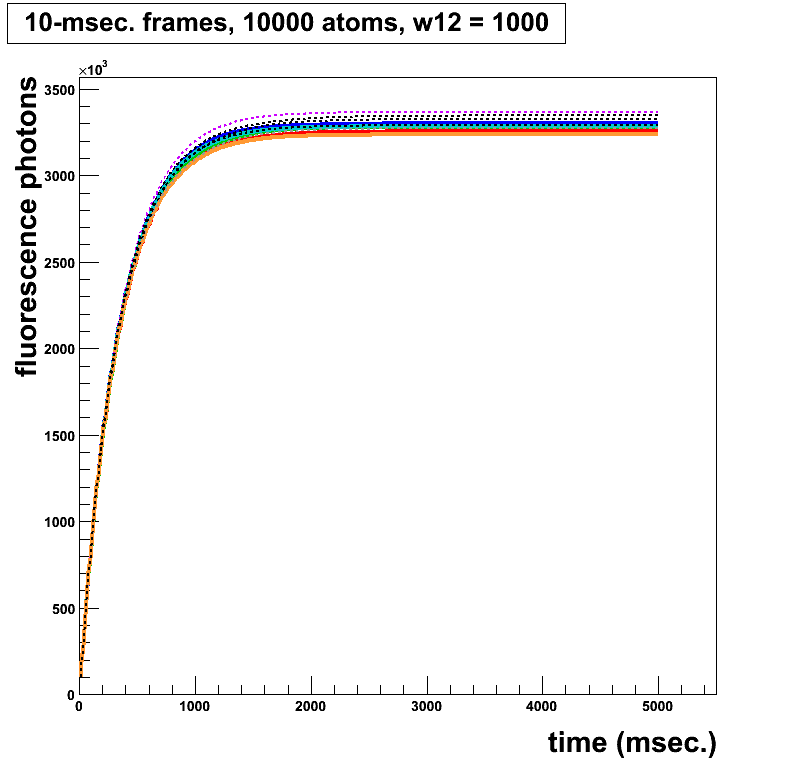 10-msec. frames, 10000 atoms, w12 = 1000
×10³
fluorescence photons
3500
3000
2500
2000
1500
1000
500
0
0 1000 2000 3000 4000 5000
time (msec.)